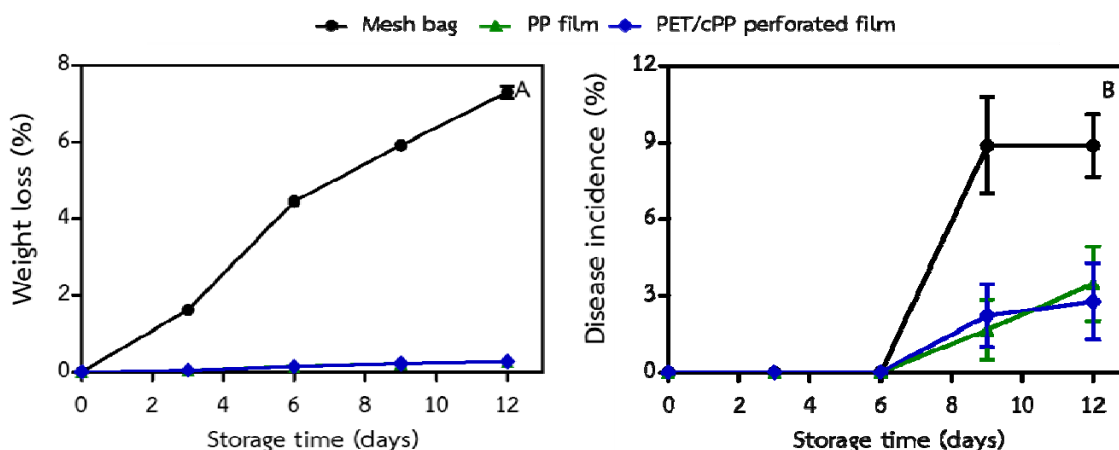 Mesh bag PP film PET/cPP perforated film
A
8
6
4
2
0
Weight loss (%)
0 2 4 6 8 10 12
Storage time (days)
B
12
9
6
3
0
Disease incidence (%)
0 2 4 6 8 10 12
Storage time (days)